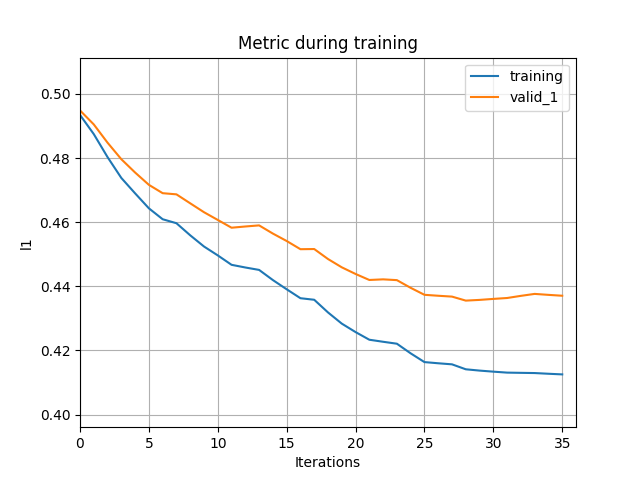 Metric during training
training
valid_1
0.50
0.48
0.46
0.44
0.42
0.40
l1
0 5 10 15 20 25 30 35
Iterations